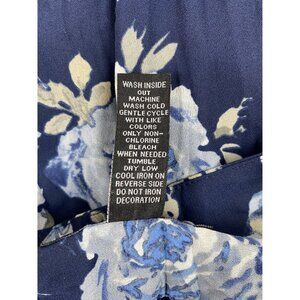 WASH INSIDE
OUT
MACHINE
WASH COLD
GENTLE CYCLE
WITH LIKE
COLORS
ONLY NON-
CHLORINE
BLEACH
WHEN NEEDED
TUMBLE
DRY LOW
COOL IRON ON
REVERSE SIDE
DO NOT IRON
DECORATION